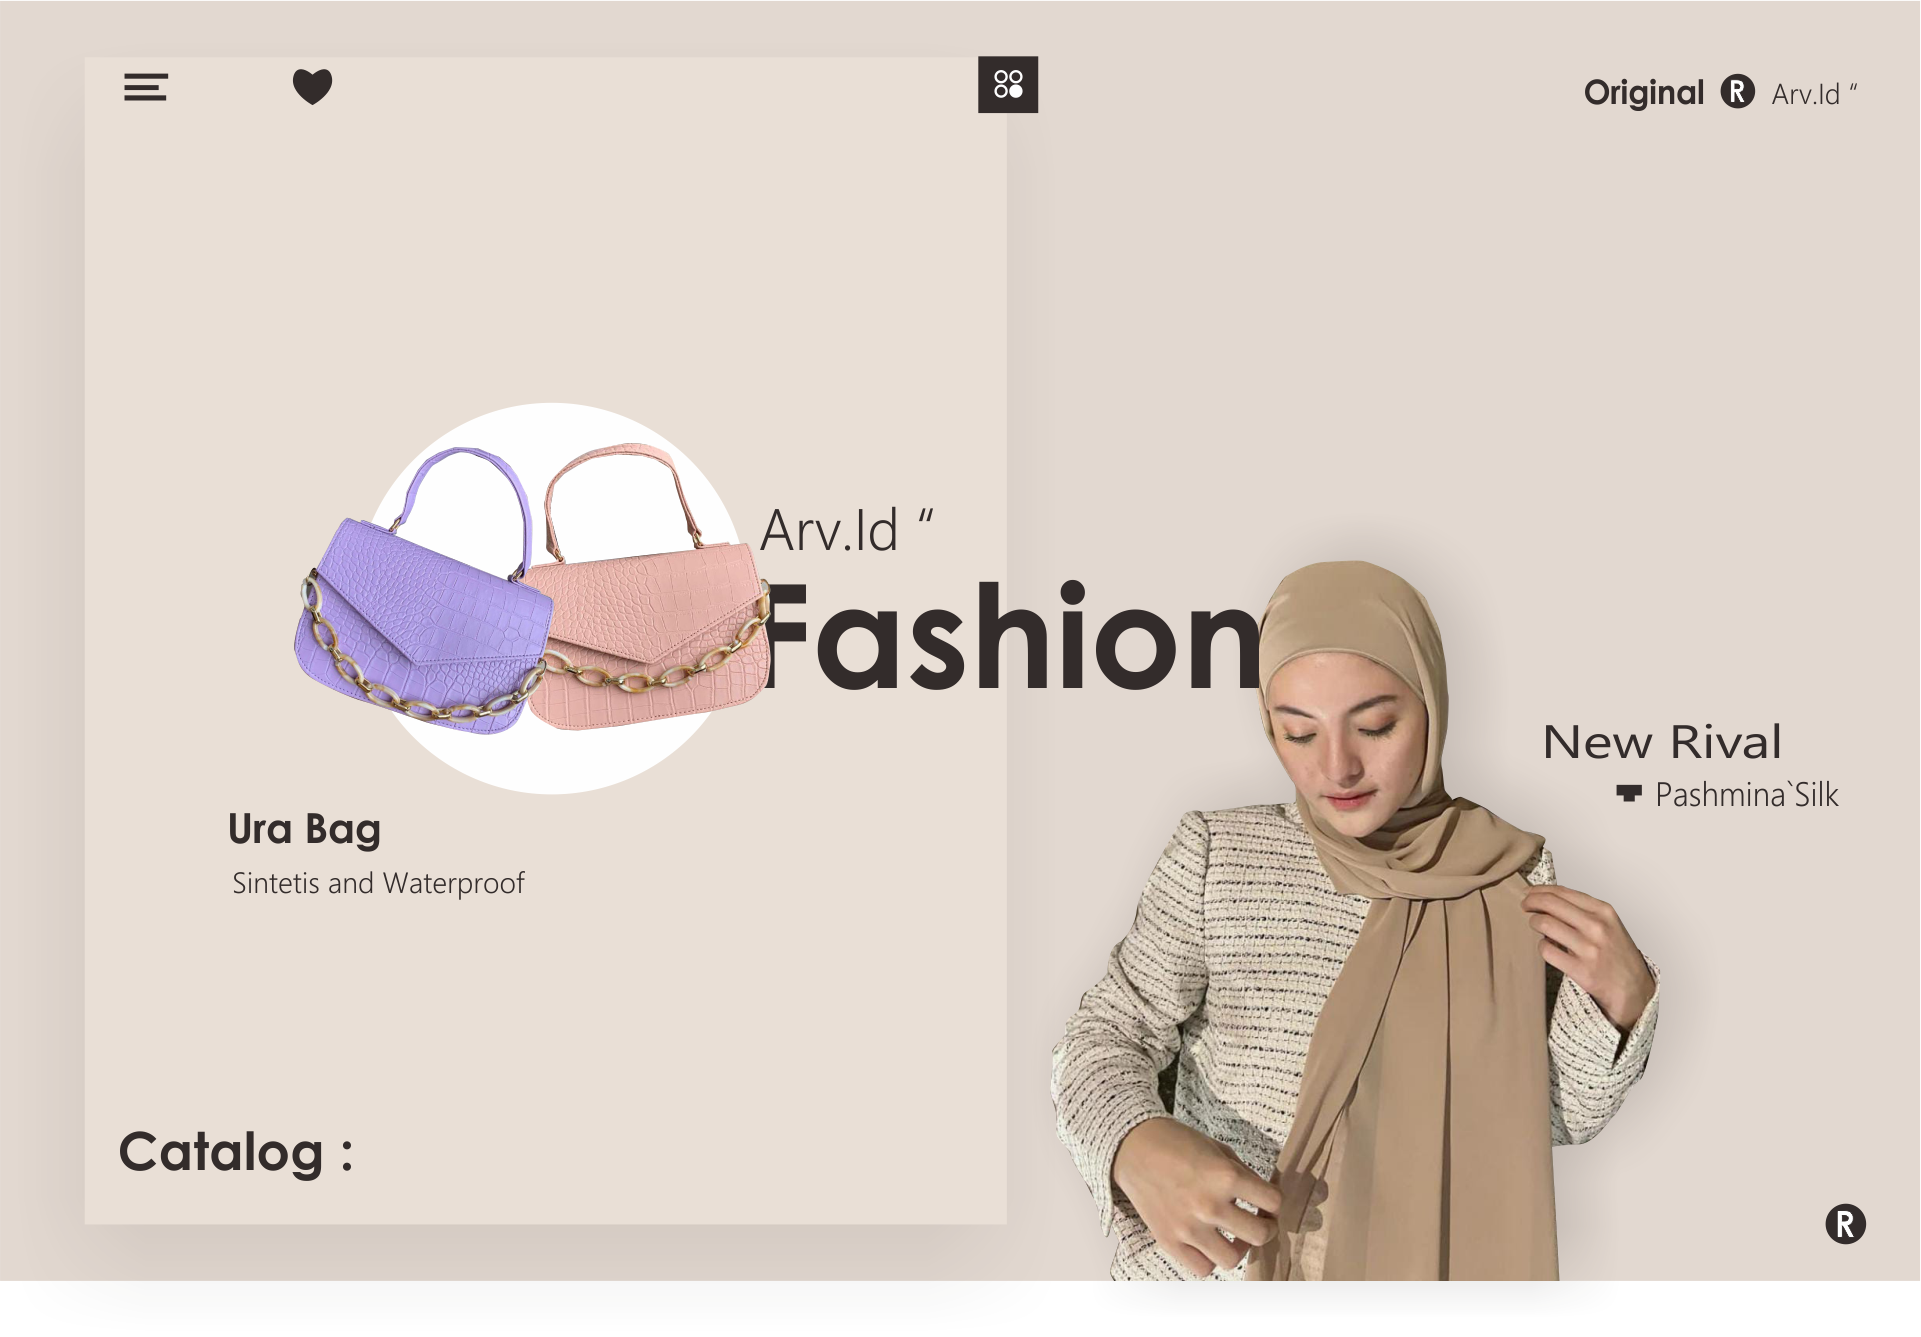 Original R Arv.Id “
Arv.Id “
Fashion
New Rival
Pashmina`Silk
Ura Bag
Sintetis and Waterproof
Catalog :
R